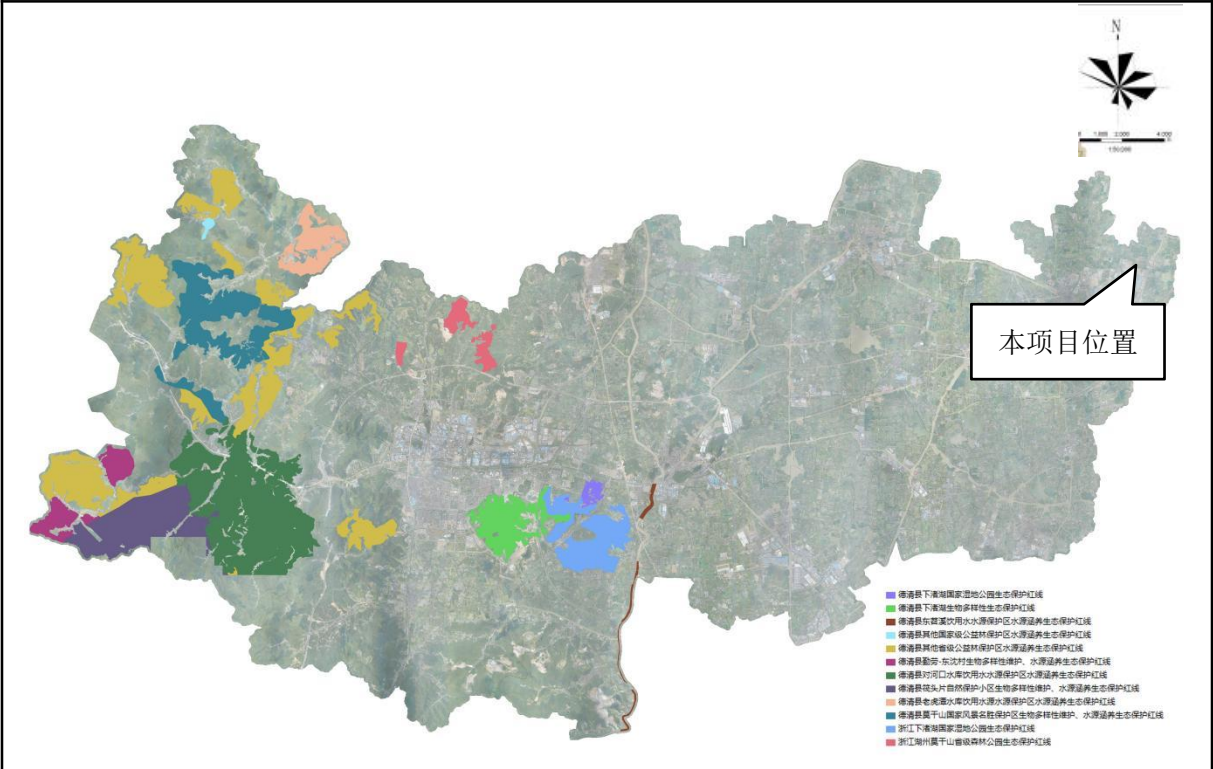 N
0 1,000 2,000 4,000
1:50,000
本项目位置
德清县下渚湖国家湿地公园生态保护红线
德清县下渚湖生物多样性生态保护红线
德清县东苕溪饮用水水源保护区水源涵养生态保护红线
德清县其他国家级公益林保护区水源涵养生态保护红线
德清县其他省级公益林保护区水源涵养生态保护红线
德清县勤劳-东沈村生物多样性维护、水源涵养生态保护红线
德清县对河口水库饮用水水源保护区水源涵养生态保护红线
德清县筏头片自然保护小区生物多样性维护、水源涵养生态保护红线
德清县老虎潭水库饮用水源水源保护区水源涵养生态保护红线
德清县莫干山国家风景名胜保护区生物多样性维护、水源涵养生态保护红线
浙江下渚湖国家湿地公园生态保护红线
浙江湖州莫干山省级森林公园生态保护红线